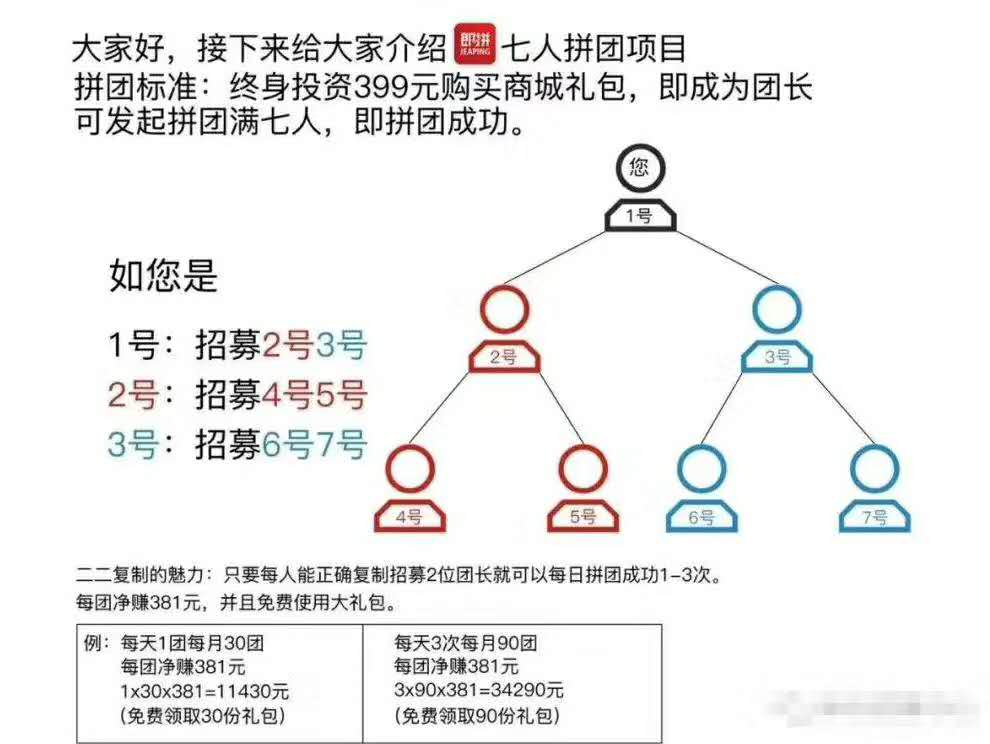 大家好，接下来给大家介绍 即拼 七人拼团项目
JEAPING
拼团标准：终身投资399元购买商城礼包，即成为团长
可发起拼团满七人，即拼团成功。
您
1号
如您是
1号：招募2号3号
2号：招募4号5号
3号：招募6号7号
2号
3号
4号
5号
6号
7号
二二复制的魅力：只要每人能正确复制招募2位团长就可以每日拼团成功1-3次。
每团净赚381元，并且免费使用大礼包。
例：每天1团每月30团
每团净赚381元
1x30x381=11430元
(免费领取30份礼包)
每天3次每月90团
每团净赚381元
3x90x381=34290元
(免费领取90份礼包)